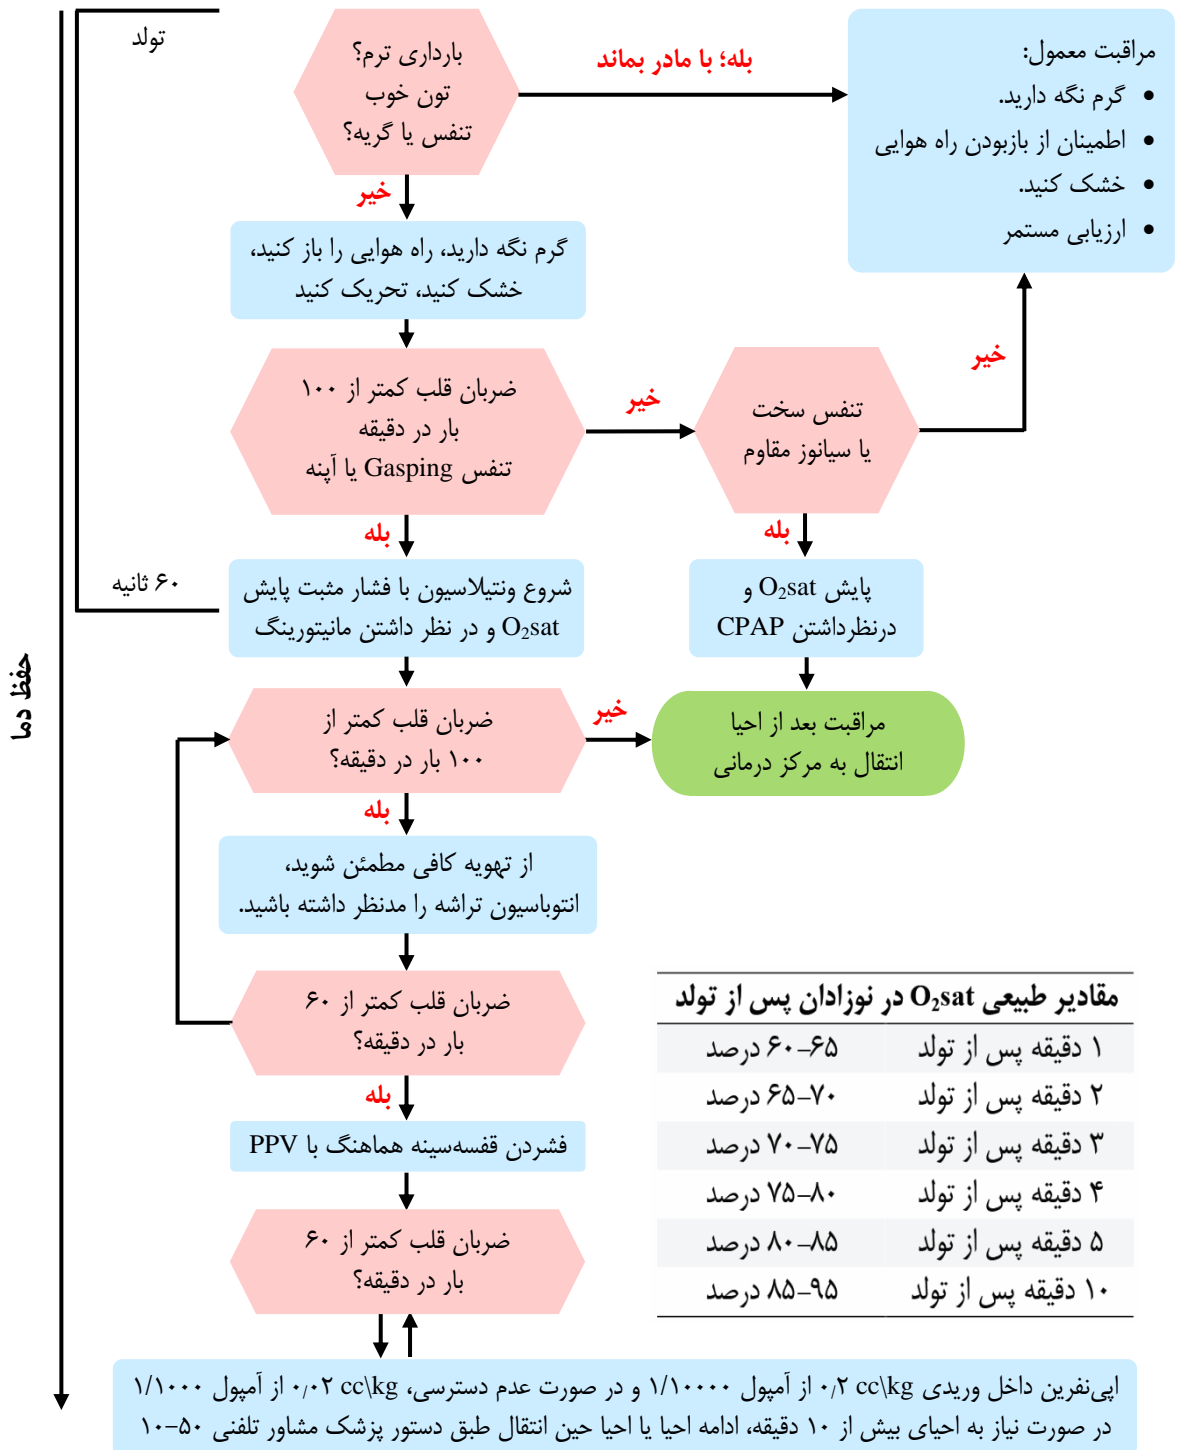 تولد
بارداری ترم؟
تون خوب
تنفس یا گریه؟
بله؛ با مادر بماند
مراقبت معمول:
• گرم نگه دارید.
• اطمینان از بازبودن راه هوایی
• خشک کنید.
• ارزیابی مستمر
خیر
گرم نگه دارید، راه هوایی را باز کنید،
خشک کنید، تحریک کنید
ضربان قلب کمتر از ۱۰۰
بار در دقیقه
تنفس Gasping یا آپنه
خیر
تنفس سخت
یا سیانوز مقاوم
خیر
بله
بله
۶۰ ثانیه
شروع ونتیلاسیون با فشار مثبت پایش
O₂sat و در نظر داشتن مانیتورینگ
پایش O₂sat و
درنظرداشتن CPAP
حفظ دما
ضربان قلب کمتر از
۱۰۰ بار در دقیقه؟
خیر
مراقبت بعد از احیا
انتقال به مرکز درمانی
بله
از تهویه کافی مطمئن شوید،
انتوباسیون تراشه را مدنظر داشته باشید.
ضربان قلب کمتر از ۶۰
بار در دقیقه؟
بله
فشردن قفسه‌سینه هماهنگ با PPV
ضربان قلب کمتر از ۶۰
بار در دقیقه؟
مقادیر طبیعی O₂sat در نوزادان پس از تولد
۱ دقیقه پس از تولد ۶۰–۶۵ درصد
۲ دقیقه پس از تولد ۶۵–۷۰ درصد
۳ دقیقه پس از تولد ۷۰–۷۵ درصد
۴ دقیقه پس از تولد ۷۵–۸۰ درصد
۵ دقیقه پس از تولد ۸۰–۸۵ درصد
۱۰ دقیقه پس از تولد ۸۵–۹۵ درصد
اپی‌نفرین داخل وریدی ۰٫۲ cc\kg از آمپول ۱/۱۰۰۰۰ و در صورت عدم دسترسی، ۰٫۰۲ cc\kg از آمپول ۱/۱۰۰۰
در صورت نیاز به احیای بیش از ۱۰ دقیقه، ادامه احیا یا احیا حین انتقال طبق دستور پزشک مشاور تلفنی ۵۰–۱۰